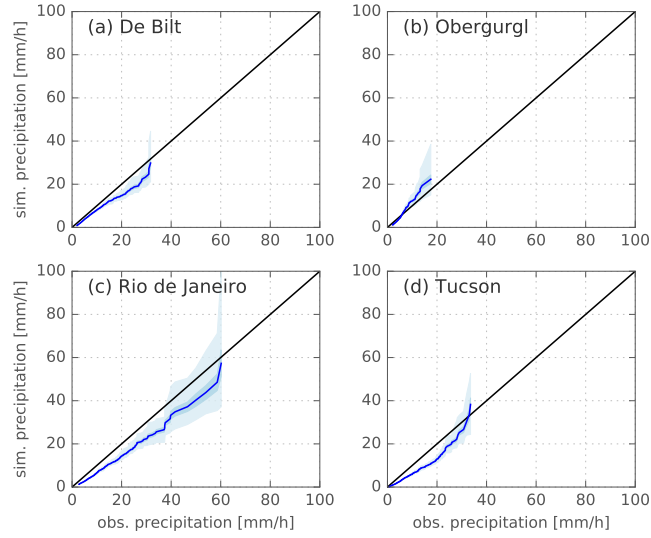 (a) De Bilt
(b) Obergurgl
sim. precipitation [mm/h]
100
80
60
40
20
0
0 20 40 60 80 100
100
80
60
40
20
0
0 20 40 60 80 100
(c) Rio de Janeiro
(d) Tucson
sim. precipitation [mm/h]
100
80
60
40
20
0
0 20 40 60 80 100
obs. precipitation [mm/h]
100
80
60
40
20
0
0 20 40 60 80 100
obs. precipitation [mm/h]